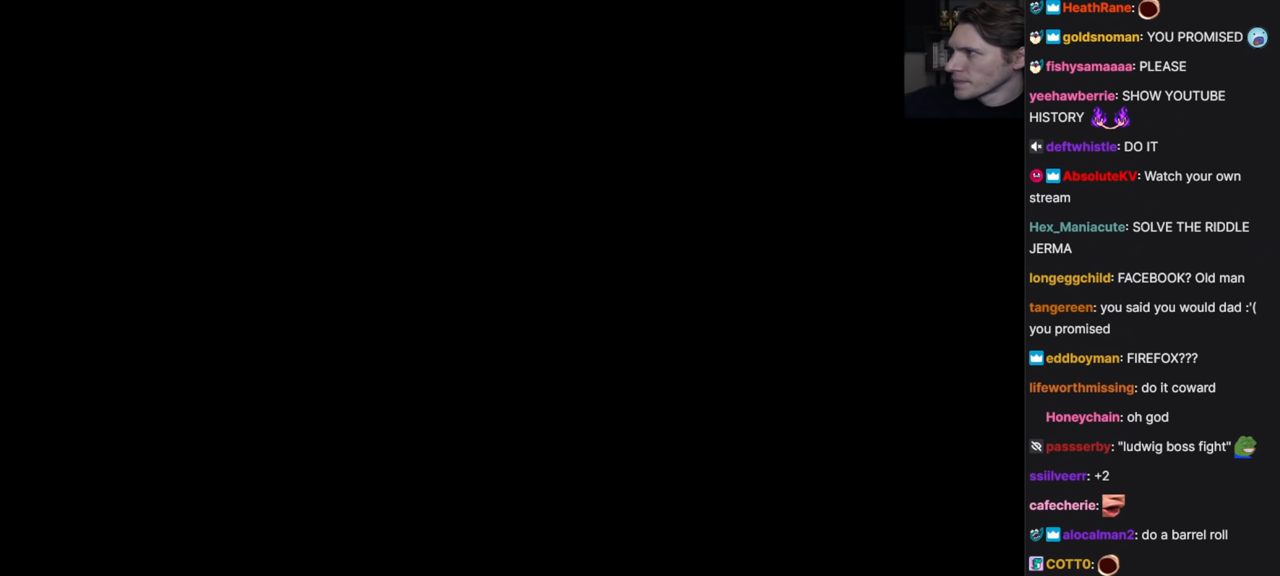 HeathRane:
goldsnoman: YOU PROMISED
fishysamaaaa: PLEASE
yeehawberrie: SHOW YOUTUBE
HISTORY
deftwhistle: DO IT
AbsoluteKV: Watch your own
stream
Hex_Maniacute: SOLVE THE RIDDLE
JERMA
longeggchild: FACEBOOK? Old man
tangereen: you said you would dad :'(
you promised
eddboyman: FIREFOX???
lifeworthmissing: do it coward
Honeychain: oh god
passserby: "ludwig boss fight"
ssiilveerr: +2
cafecherie:
alocalman2: do a barrel roll
COTT0: